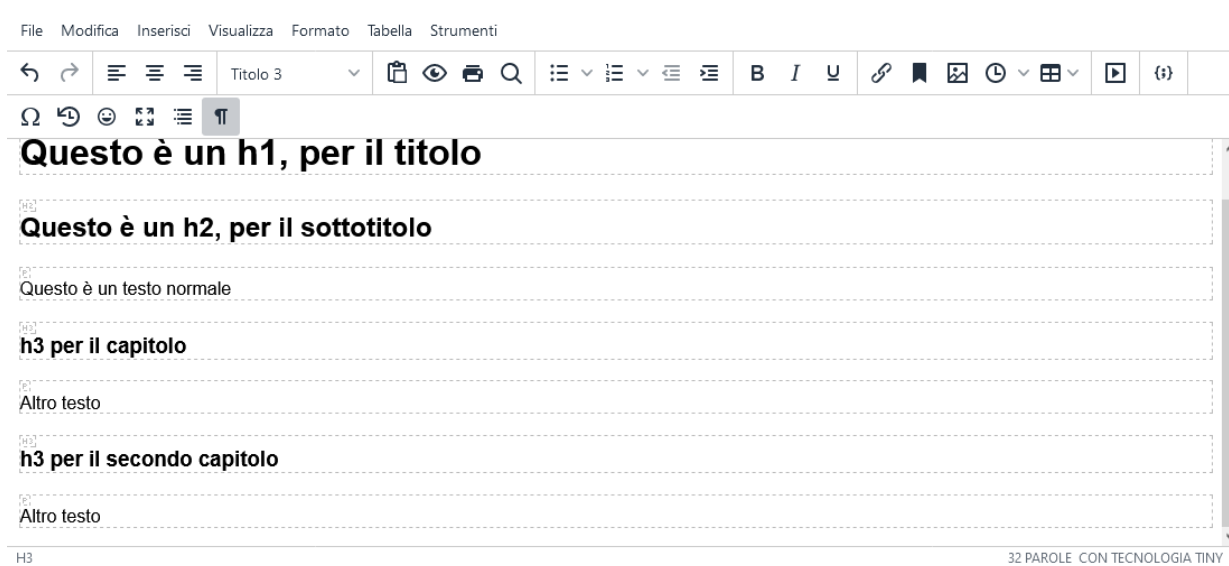 File Modifica Inserisci Visualizza Formato Tabella Strumenti
Titolo 3
Questo è un h1, per il titolo
H2
Questo è un h2, per il sottotitolo
P
Questo è un testo normale
H3
h3 per il capitolo
P
Altro testo
H3
h3 per il secondo capitolo
P
Altro testo
H3 32 PAROLE CON TECNOLOGIA TINY